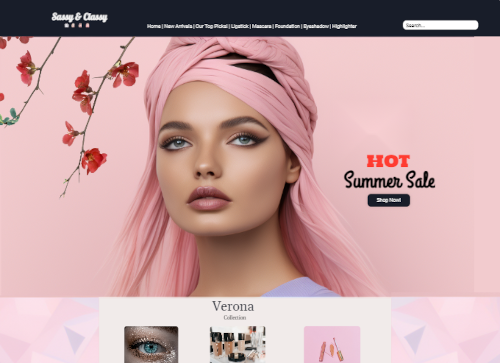 Sassy & Classy
Home | New Arrivals | Our Top Picks! | Lipstick | Mascara | Foundation | Eyeshadow | Highlighter
Search...
HOT
Summer Sale
Shop Now!
Verona
Collection